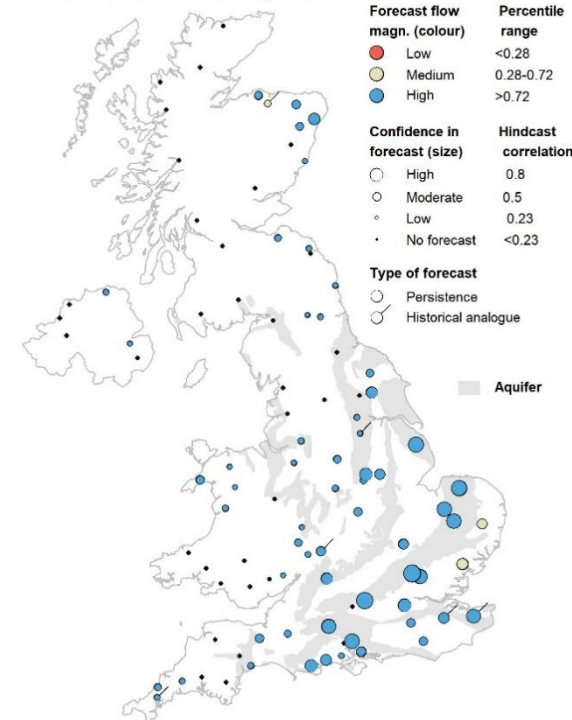 Forecast flow Percentile
magn. (colour) range
Low <0.28
Medium 0.28-0.72
High >0.72
Confidence in Hindcast
forecast (size) correlation
High 0.8
Moderate 0.5
Low 0.23
No forecast <0.23
Type of forecast
Persistence
Historical analogue
Aquifer